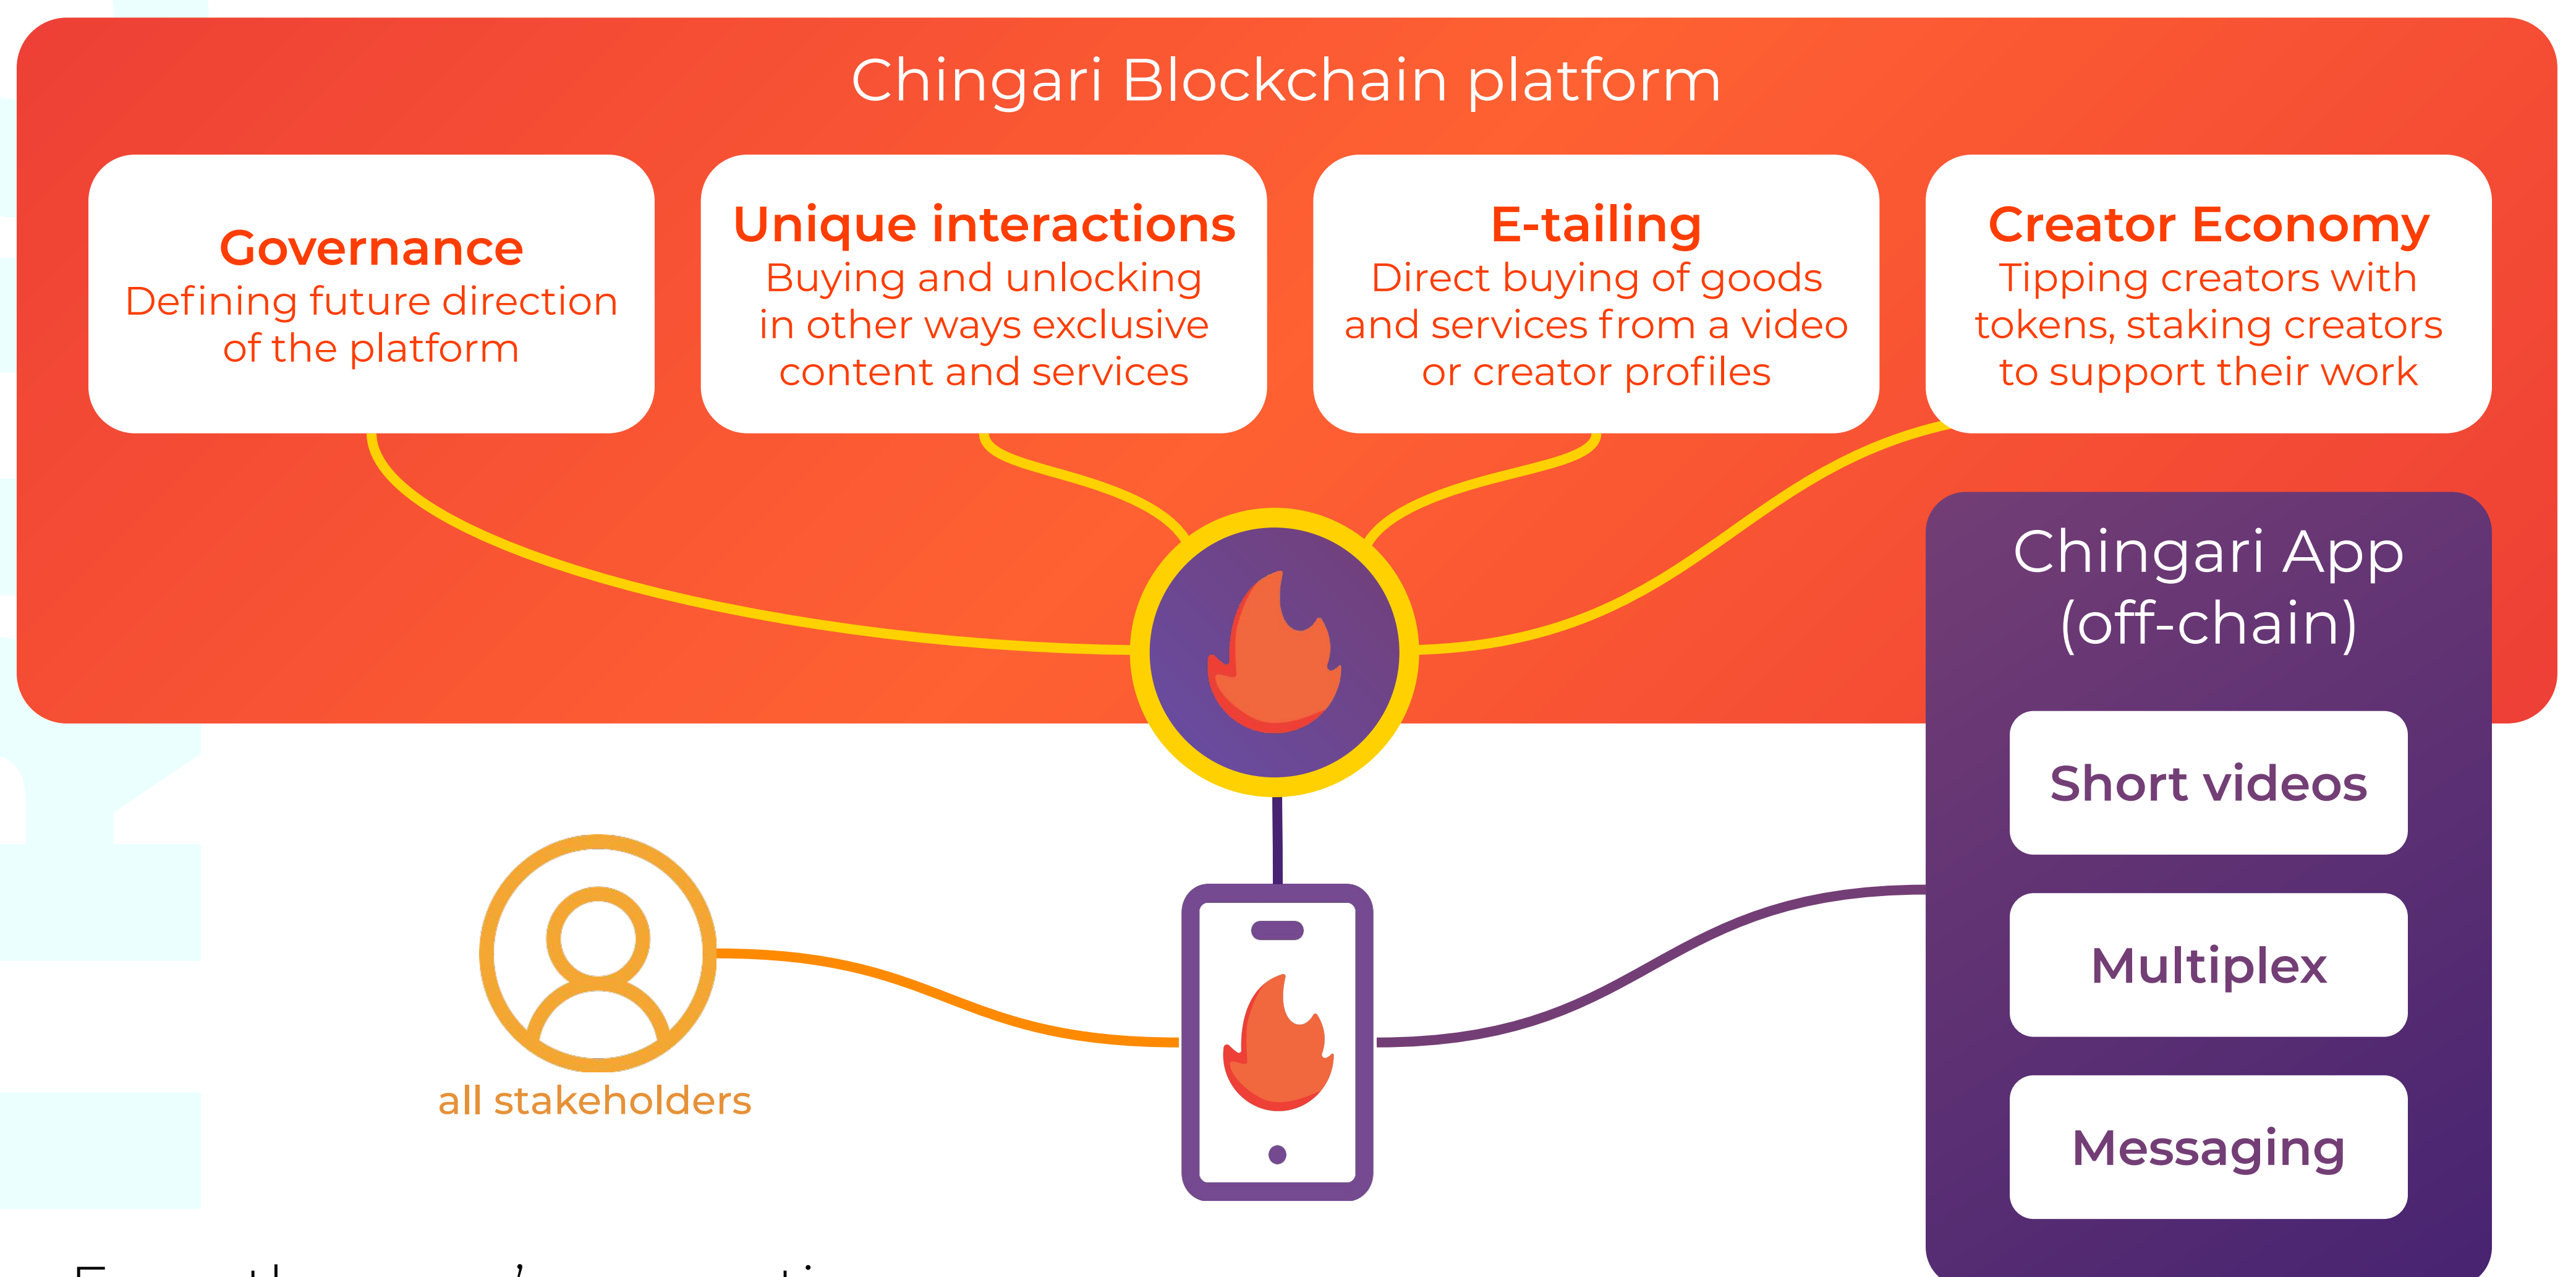 Chingari Blockchain platform
Governance
Defining future direction
of the platform
Unique interactions
Buying and unlocking
in other ways exclusive
content and services
E-tailing
Direct buying of goods
and services from a video
or creator profiles
Creator Economy
Tipping creators with
tokens, staking creators
to support their work
Chingari App
(off-chain)
Short videos
Multiplex
Messaging
all stakeholders